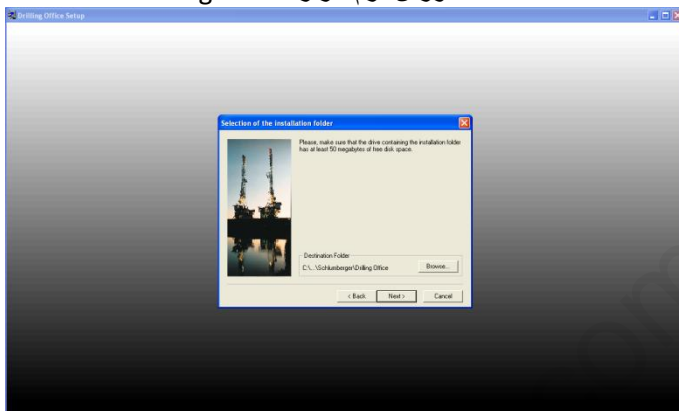 Drilling Office Setup
Selection of the installation folder
Please, make sure that the drive containing the installation folder
has at least 50 megabytes of free disk space.
Destination Folder
C:\...\Schlumberger\Drilling Office
Browse...
< Back
Next >
Cancel